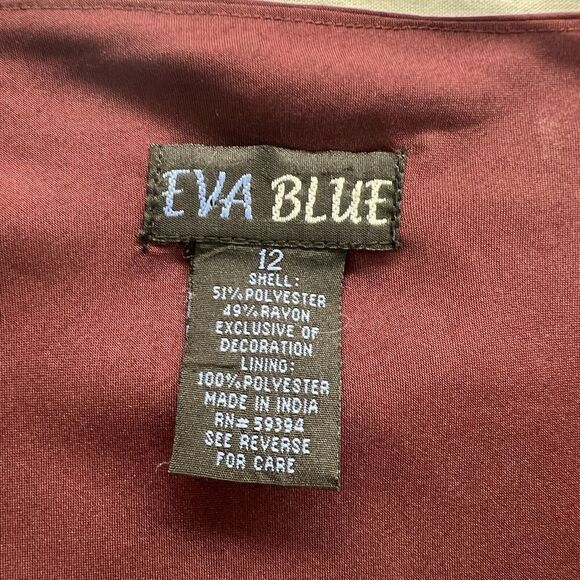 EVA BLUE
12
SHELL:
51% POLYESTER
49% RAYON
EXCLUSIVE OF
DECORATION
LINING:
100% POLYESTER
MADE IN INDIA
RN# 59394
SEE REVERSE
FOR CARE